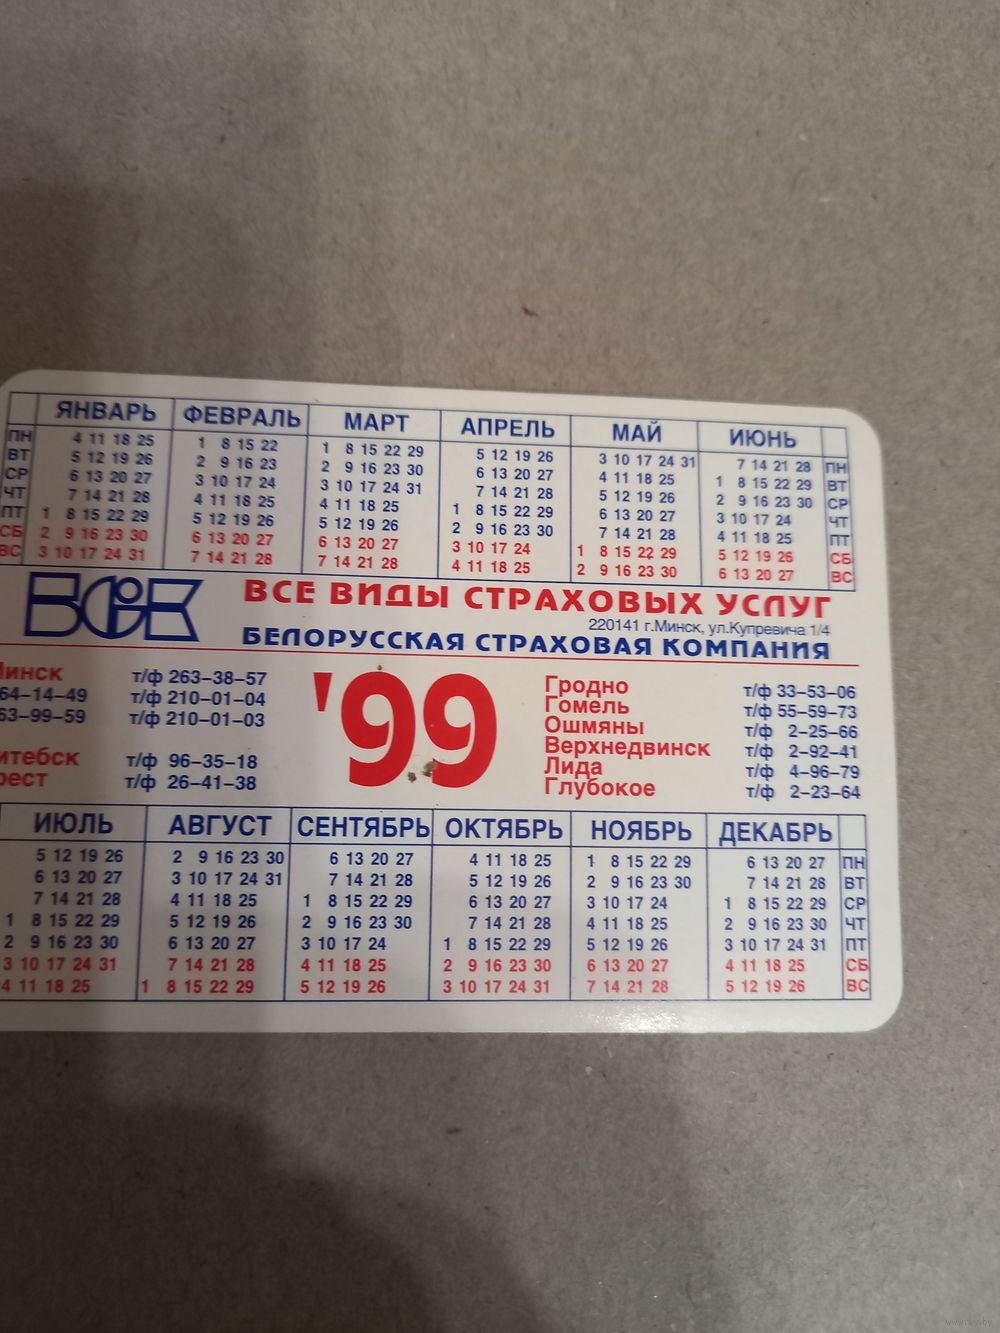 ЯНВАРЬ ФЕВРАЛЬ МАРТ АПРЕЛЬ МАЙ ИЮНЬ
ПН 4 11 18 25 1 8 15 22 1 8 15 22 29 5 12 19 26 3 10 17 24 31 7 14 21 28 ПН
ВТ 5 12 19 26 2 9 16 23 2 9 16 23 30 6 13 20 27 4 11 18 25 1 8 15 22 29 ВТ
СР 6 13 20 27 3 10 17 24 3 10 17 24 31 7 14 21 28 5 12 19 26 2 9 16 23 30 СР
ЧТ 7 14 21 28 4 11 18 25 4 11 18 25 1 8 15 22 29 6 13 20 27 3 10 17 24 ЧТ
ПТ 1 8 15 22 29 5 12 19 26 5 12 19 26 2 9 16 23 30 7 14 21 28 4 11 18 25 ПТ
СБ 2 9 16 23 30 6 13 20 27 6 13 20 27 3 10 17 24 1 8 15 22 29 5 12 19 26 СБ
ВС 3 10 17 24 31 7 14 21 28 7 14 21 28 4 11 18 25 2 9 16 23 30 6 13 20 27 ВС
ВСЕ ВИДЫ СТРАХОВЫХ УСЛУГ
220141 г.Минск, ул.Купревича 1/4
БЕЛОРУССКАЯ СТРАХОВАЯ КОМПАНИЯ
Минск т/ф 263–38–57
64–14–49 т/ф 210–01–04
63–99–59 т/ф 210–01–03
итебск т/ф 96–35–18
рест т/ф 26–41–38
'99
Гродно т/ф 33–53–06
Гомель т/ф 55–59–73
Ошмяны т/ф 2–25–66
Верхнедвинск т/ф 2–92–41
Лида т/ф 4–96–79
Глубокое т/ф 2–23–64
ИЮЛЬ АВГУСТ СЕНТЯБРЬ ОКТЯБРЬ НОЯБРЬ ДЕКАБРЬ
5 12 19 26 2 9 16 23 30 6 13 20 27 4 11 18 25 1 8 15 22 29 6 13 20 27 ПН
6 13 20 27 3 10 17 24 31 7 14 21 28 5 12 19 26 2 9 16 23 30 7 14 21 28 ВТ
7 14 21 28 4 11 18 25 1 8 15 22 29 6 13 20 27 3 10 17 24 1 8 15 22 29 СР
1 8 15 22 29 5 12 19 26 2 9 16 23 30 7 14 21 28 4 11 18 25 2 9 16 23 30 ЧТ
2 9 16 23 30 6 13 20 27 3 10 17 24 1 8 15 22 29 5 12 19 26 3 10 17 24 31 ПТ
3 10 17 24 31 7 14 21 28 4 11 18 25 2 9 16 23 30 6 13 20 27 4 11 18 25 СБ
4 11 18 25 1 8 15 22 29 5 12 19 26 3 10 17 24 31 7 14 21 28 5 12 19 26 ВС